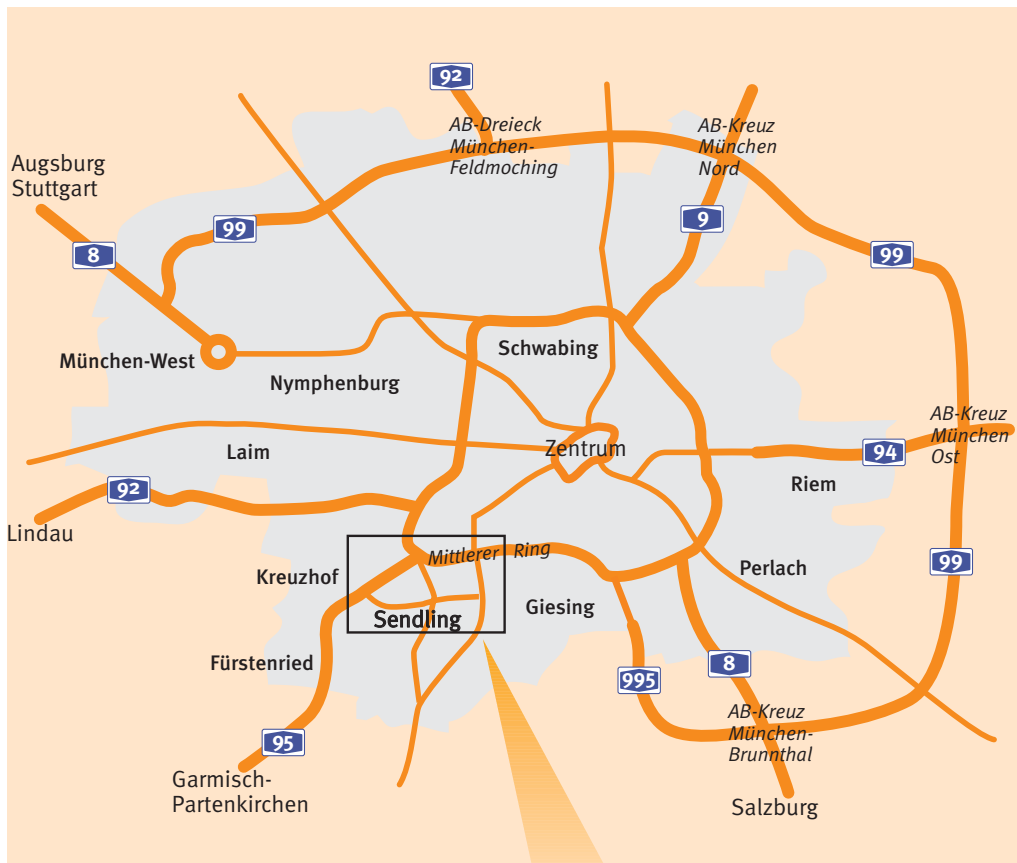 92
AB-Dreieck
München-
Feldmoching
AB-Kreuz
München
Nord
Augsburg
Stuttgart
9
99
8
99
Schwabing
München-West
Nymphenburg
AB-Kreuz
München
Ost
Zentrum
94
Laim
Riem
92
Lindau
Mittlerer Ring
99
Kreuzhof
Perlach
Giesing
Sendling
Fürstenried
8
995
AB-Kreuz
München-
Brunnthal
95
Garmisch-
Partenkirchen
Salzburg